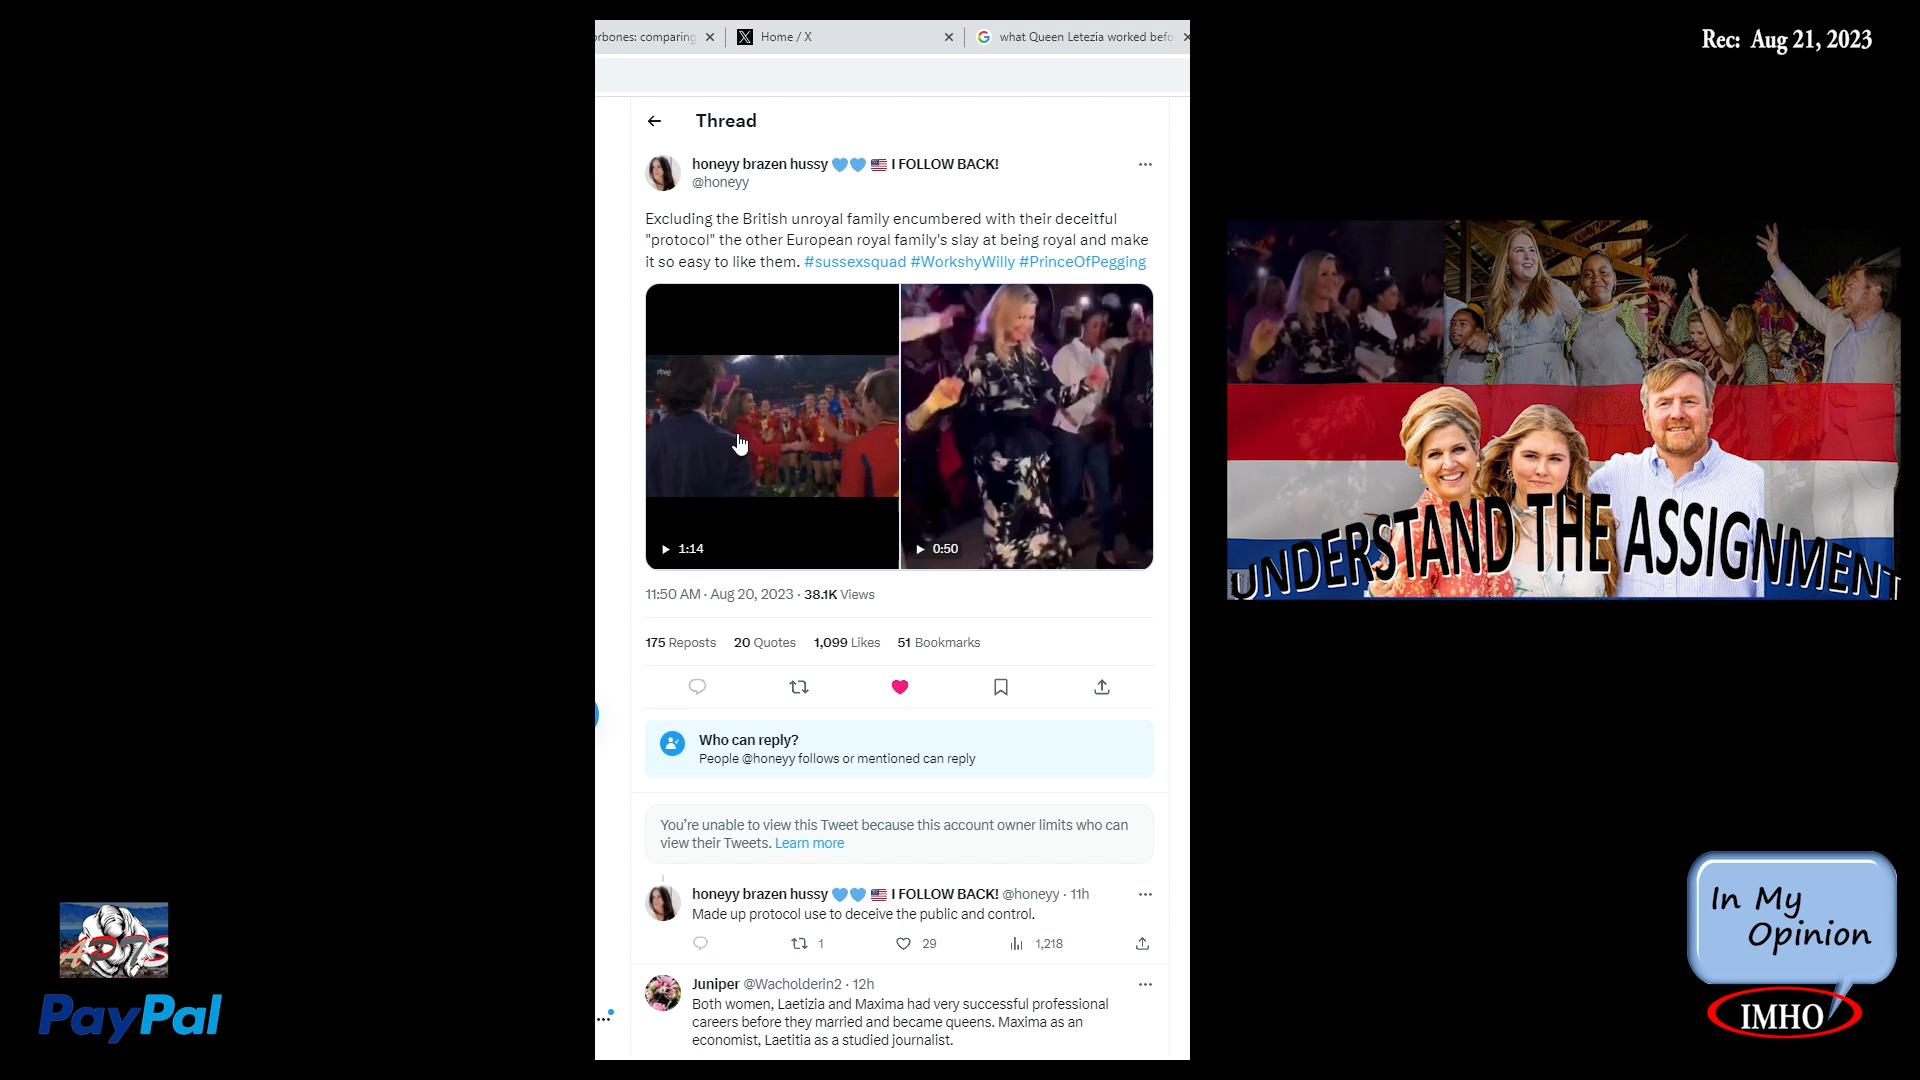 orbones: comparing
Home / X
what Queen Letezia worked befo
Rec: Aug 21, 2023
Thread
honeyy brazen hussy 💙💙 🇺🇸 I FOLLOW BACK!
@honeyy
Excluding the British unroyal family encumbered with their deceitful
"protocol" the other European royal family's slay at being royal and make
it so easy to like them. #sussexsquad #WorkshyWilly #PrinceOfPegging
rtve
1:14
0:50
11:50 AM · Aug 20, 2023 · 38.1K Views
175 Reposts 20 Quotes 1,099 Likes 51 Bookmarks
Who can reply?
People @honeyy follows or mentioned can reply
You're unable to view this Tweet because this account owner limits who can
view their Tweets. Learn more
honeyy brazen hussy 💙💙 🇺🇸 I FOLLOW BACK! @honeyy · 11h
Made up protocol use to deceive the public and control.
1 29 1,218
Juniper @Wacholderin2 · 12h
Both women, Laetizia and Maxima had very successful professional
careers before they married and became queens. Maxima as an
economist, Laetitia as a studied journalist.
UNDERSTAND THE ASSIGNMENT
PayPal
In My
Opinion
IMHO